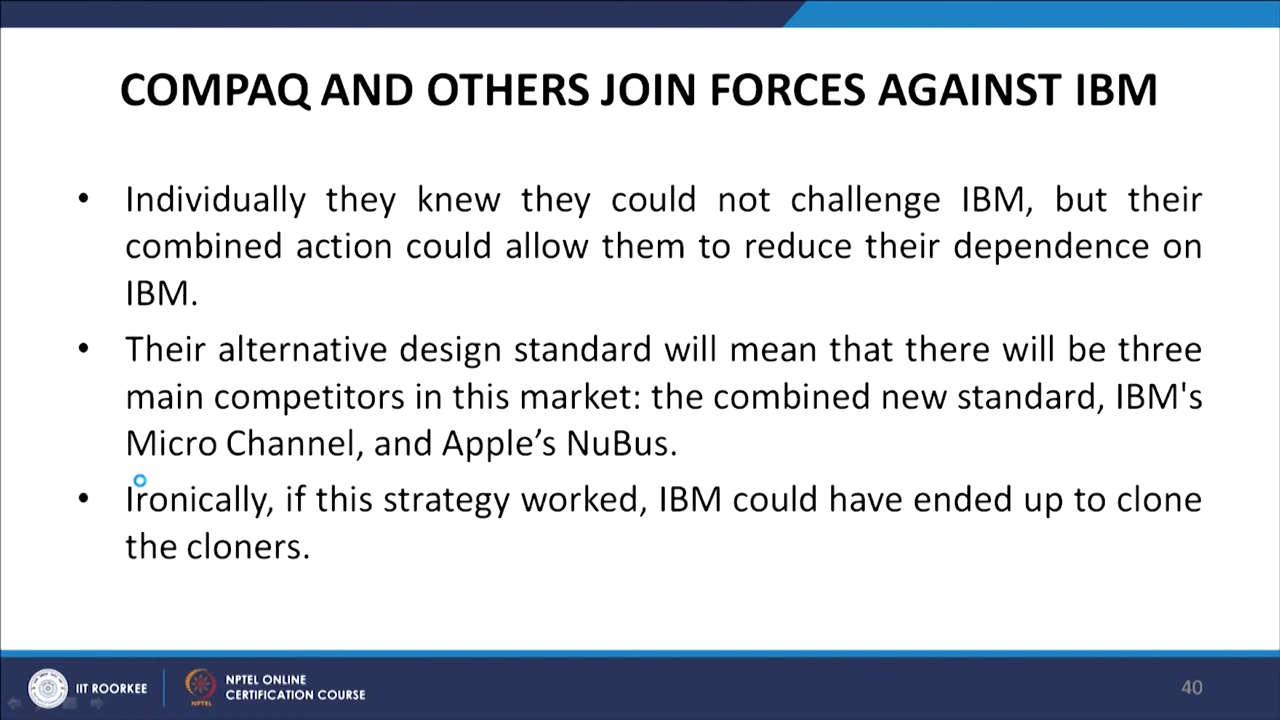 COMPAQ AND OTHERS JOIN FORCES AGAINST IBM
• Individually they knew they could not challenge IBM, but their
combined action could allow them to reduce their dependence on
IBM.
• Their alternative design standard will mean that there will be three
main competitors in this market: the combined new standard, IBM's
Micro Channel, and Apple’s NuBus.
• Ironically, if this strategy worked, IBM could have ended up to clone
the cloners.
IIT ROORKEE
NPTEL
NPTEL ONLINE
CERTIFICATION COURSE
40